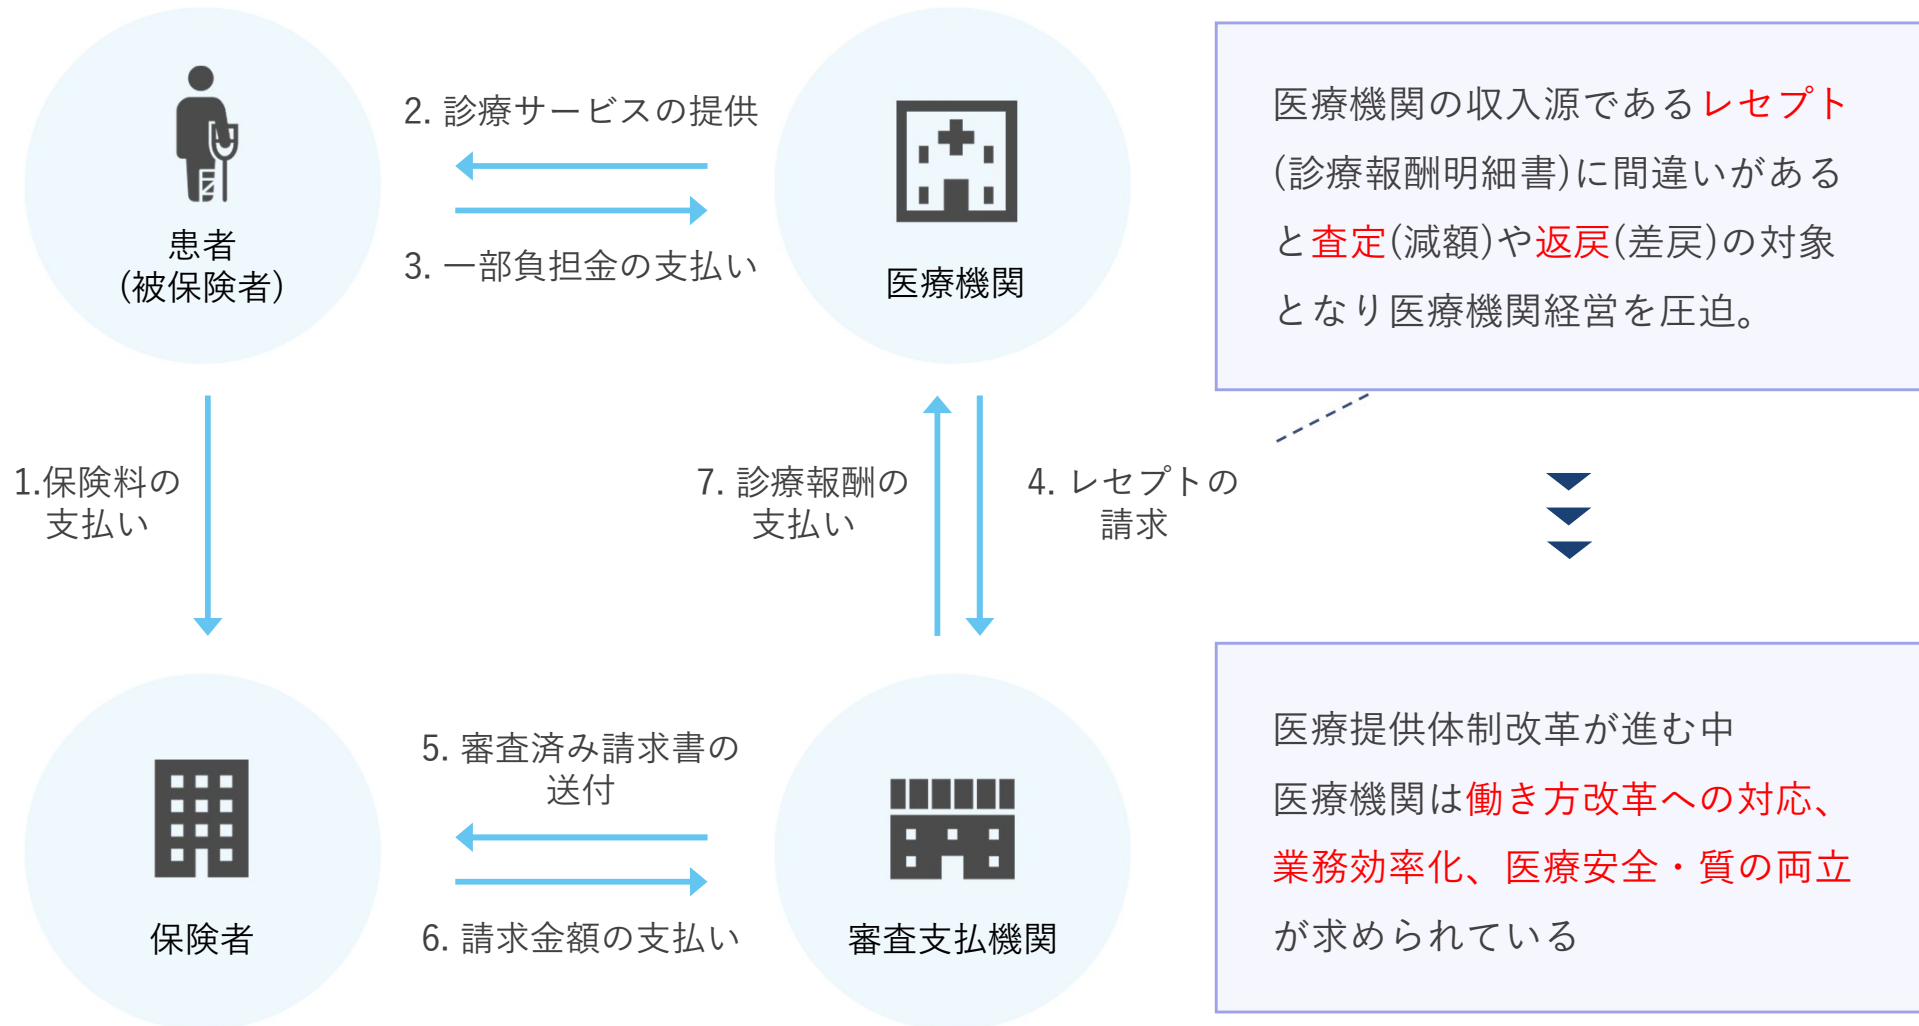 2. 診療サービスの提供
3. 一部負担金の支払い
患者
(被保険者)
医療機関
医療機関の収入源であるレセプト
(診療報酬明細書)に間違いがある
と査定(減額)や返戻(差戻)の対象
となり医療機関経営を圧迫。
1.保険料の
支払い
7. 診療報酬の
支払い
4. レセプトの
請求
5. 審査済み請求書の
送付
6. 請求金額の支払い
保険者
審査支払機関
医療提供体制改革が進む中
医療機関は働き方改革への対応、
業務効率化、医療安全・質の両立
が求められている